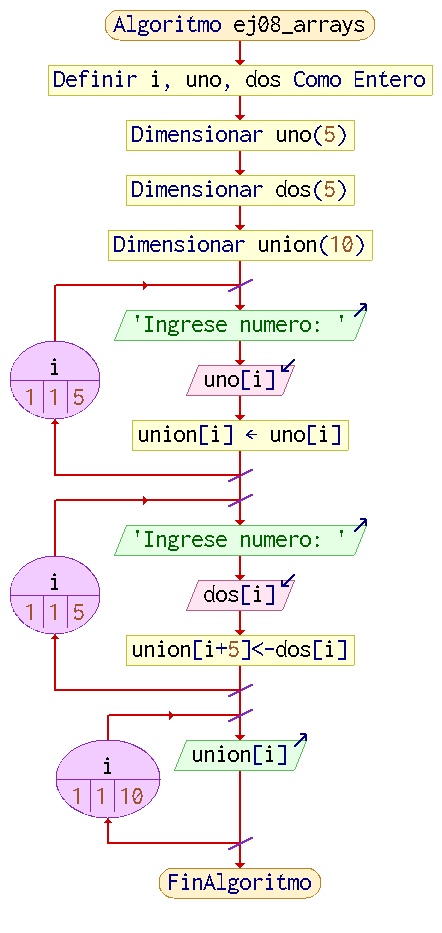 Algoritmo ej08_arrays
Definir i, uno, dos Como Entero
Dimensionar uno(5)
Dimensionar dos(5)
Dimensionar union(10)
'Ingrese numero: '
i
1 1 5
uno[i]
union[i] ← uno[i]
'Ingrese numero: '
i
1 1 5
dos[i]
union[i+5]<-dos[i]
i
1 1 10
union[i]
FinAlgoritmo